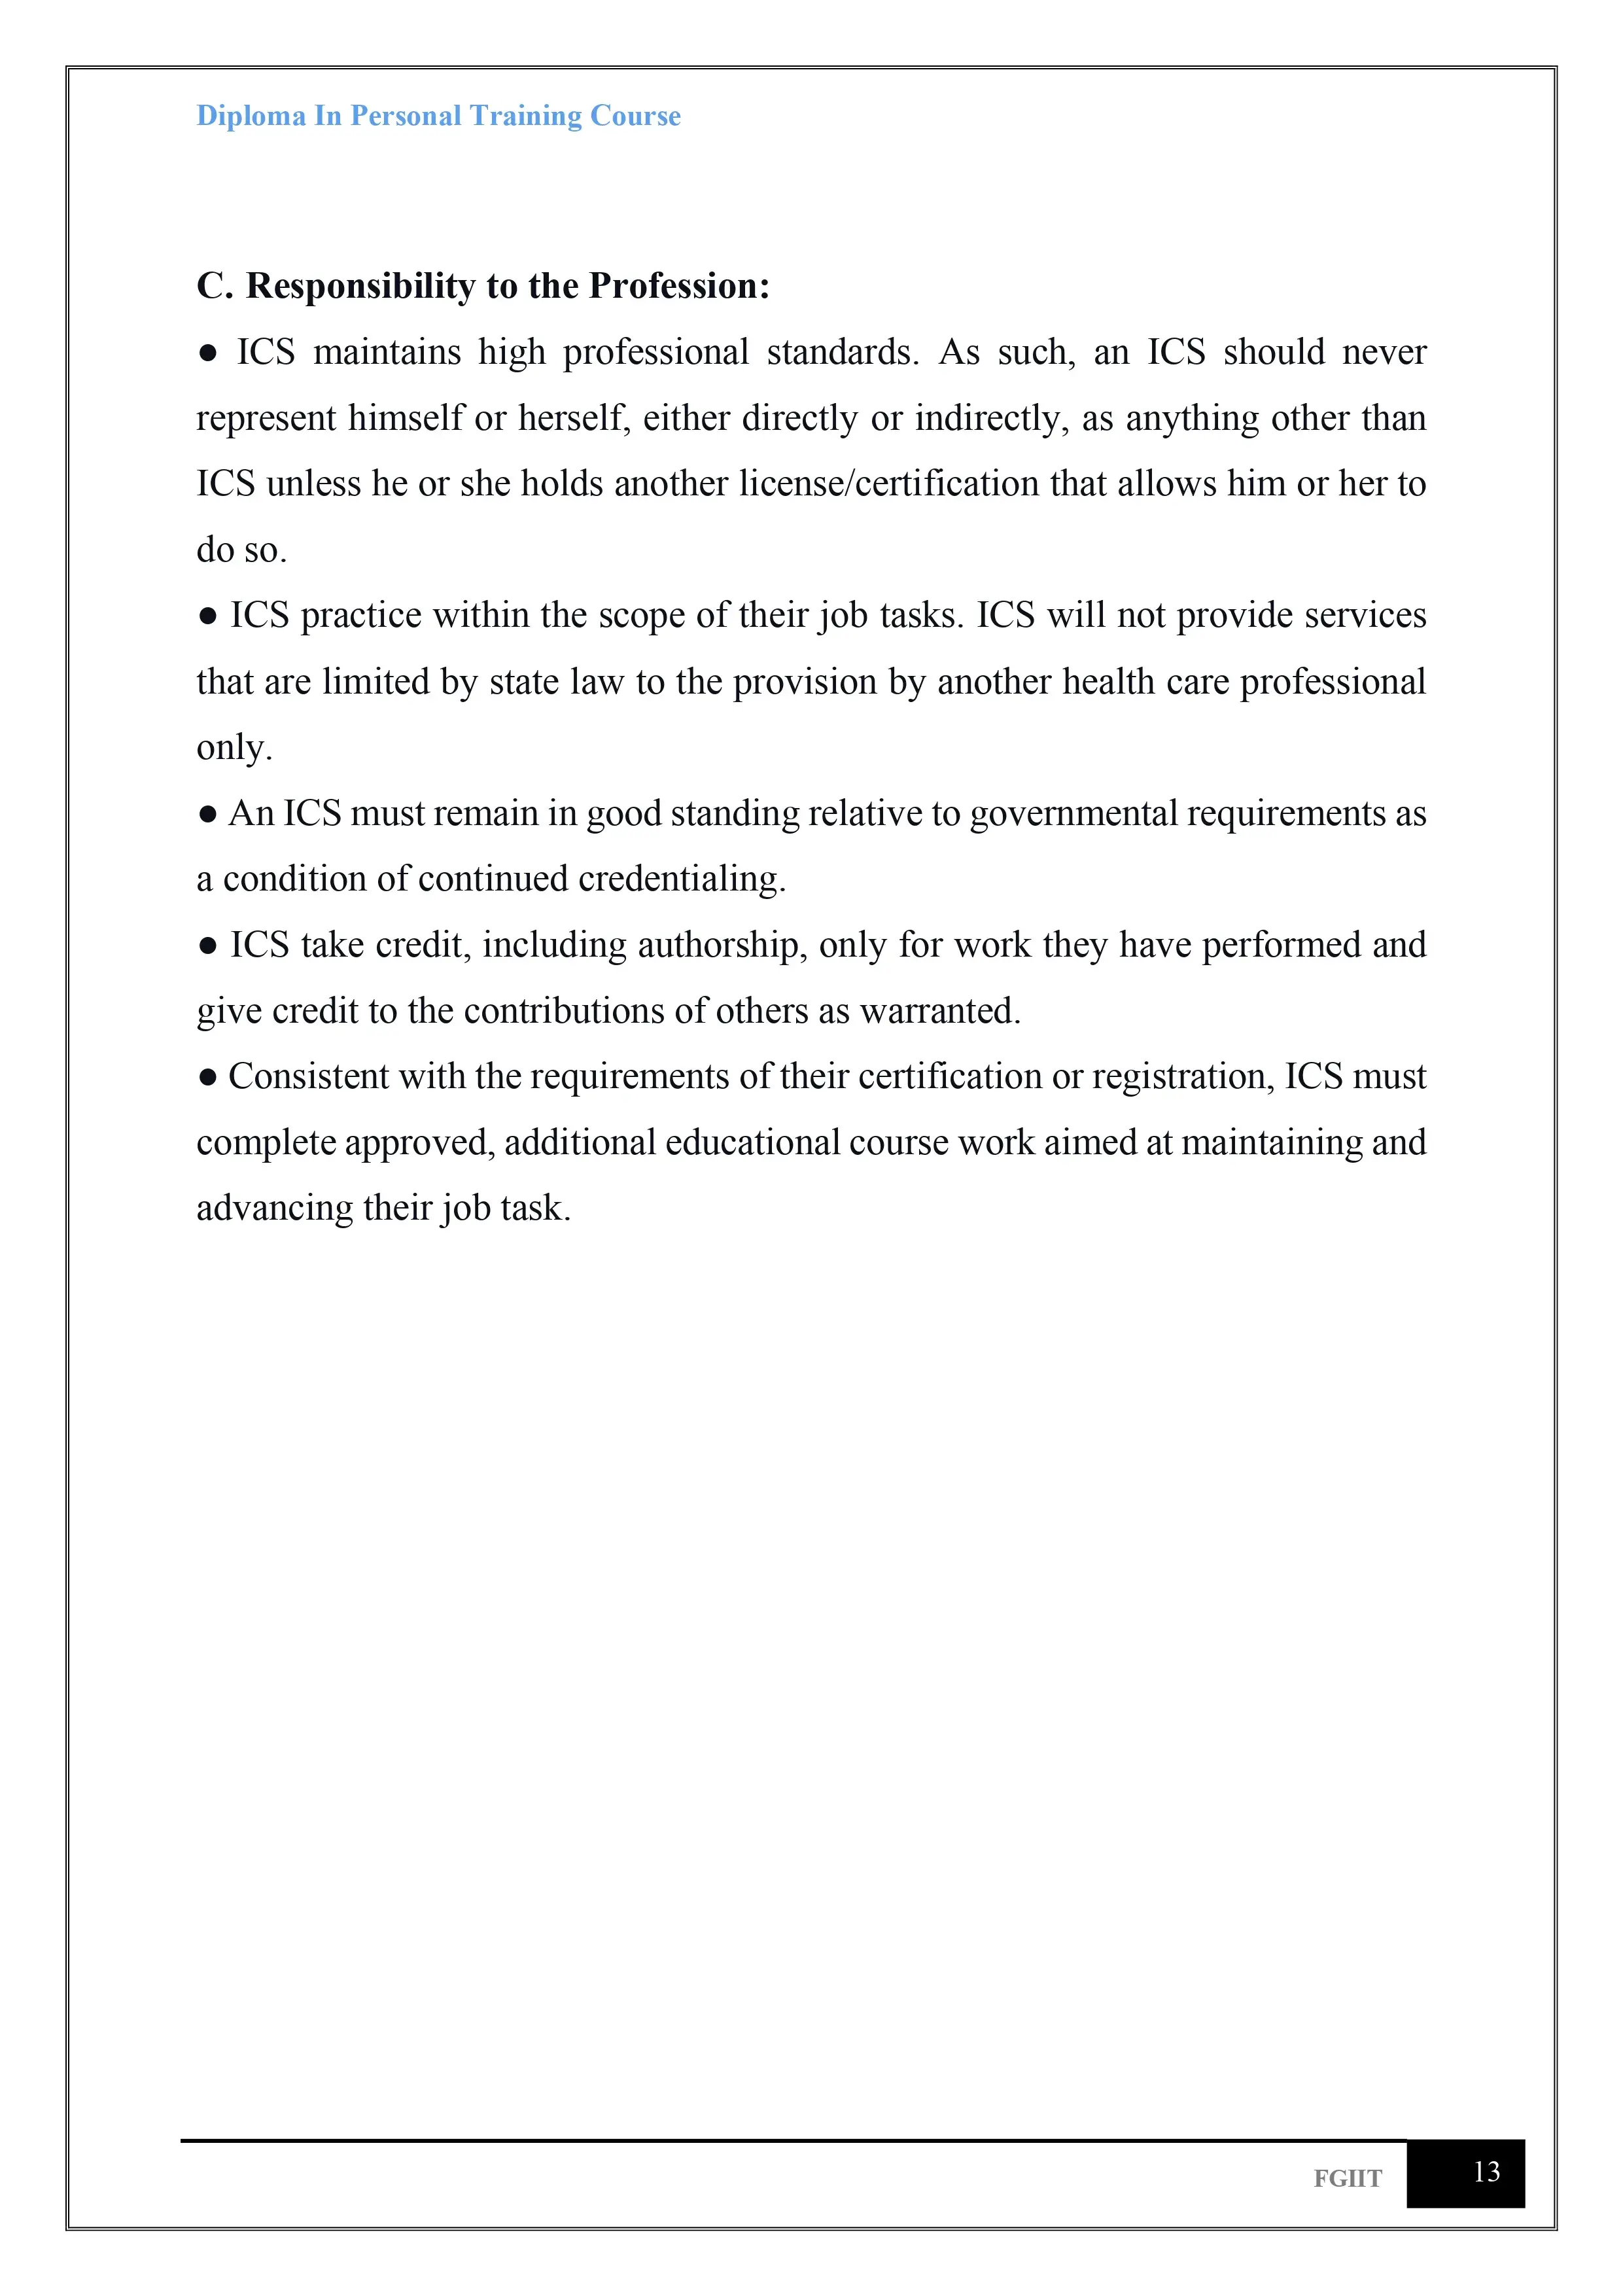 Diploma In Personal Training Course
C. Responsibility to the Profession:
● ICS maintains high professional standards. As such, an ICS should never
represent himself or herself, either directly or indirectly, as anything other than
ICS unless he or she holds another license/certification that allows him or her to
do so.
● ICS practice within the scope of their job tasks. ICS will not provide services
that are limited by state law to the provision by another health care professional
only.
● An ICS must remain in good standing relative to governmental requirements as
a condition of continued credentialing.
● ICS take credit, including authorship, only for work they have performed and
give credit to the contributions of others as warranted.
● Consistent with the requirements of their certification or registration, ICS must
complete approved, additional educational course work aimed at maintaining and
advancing their job task.
FGIIT 13